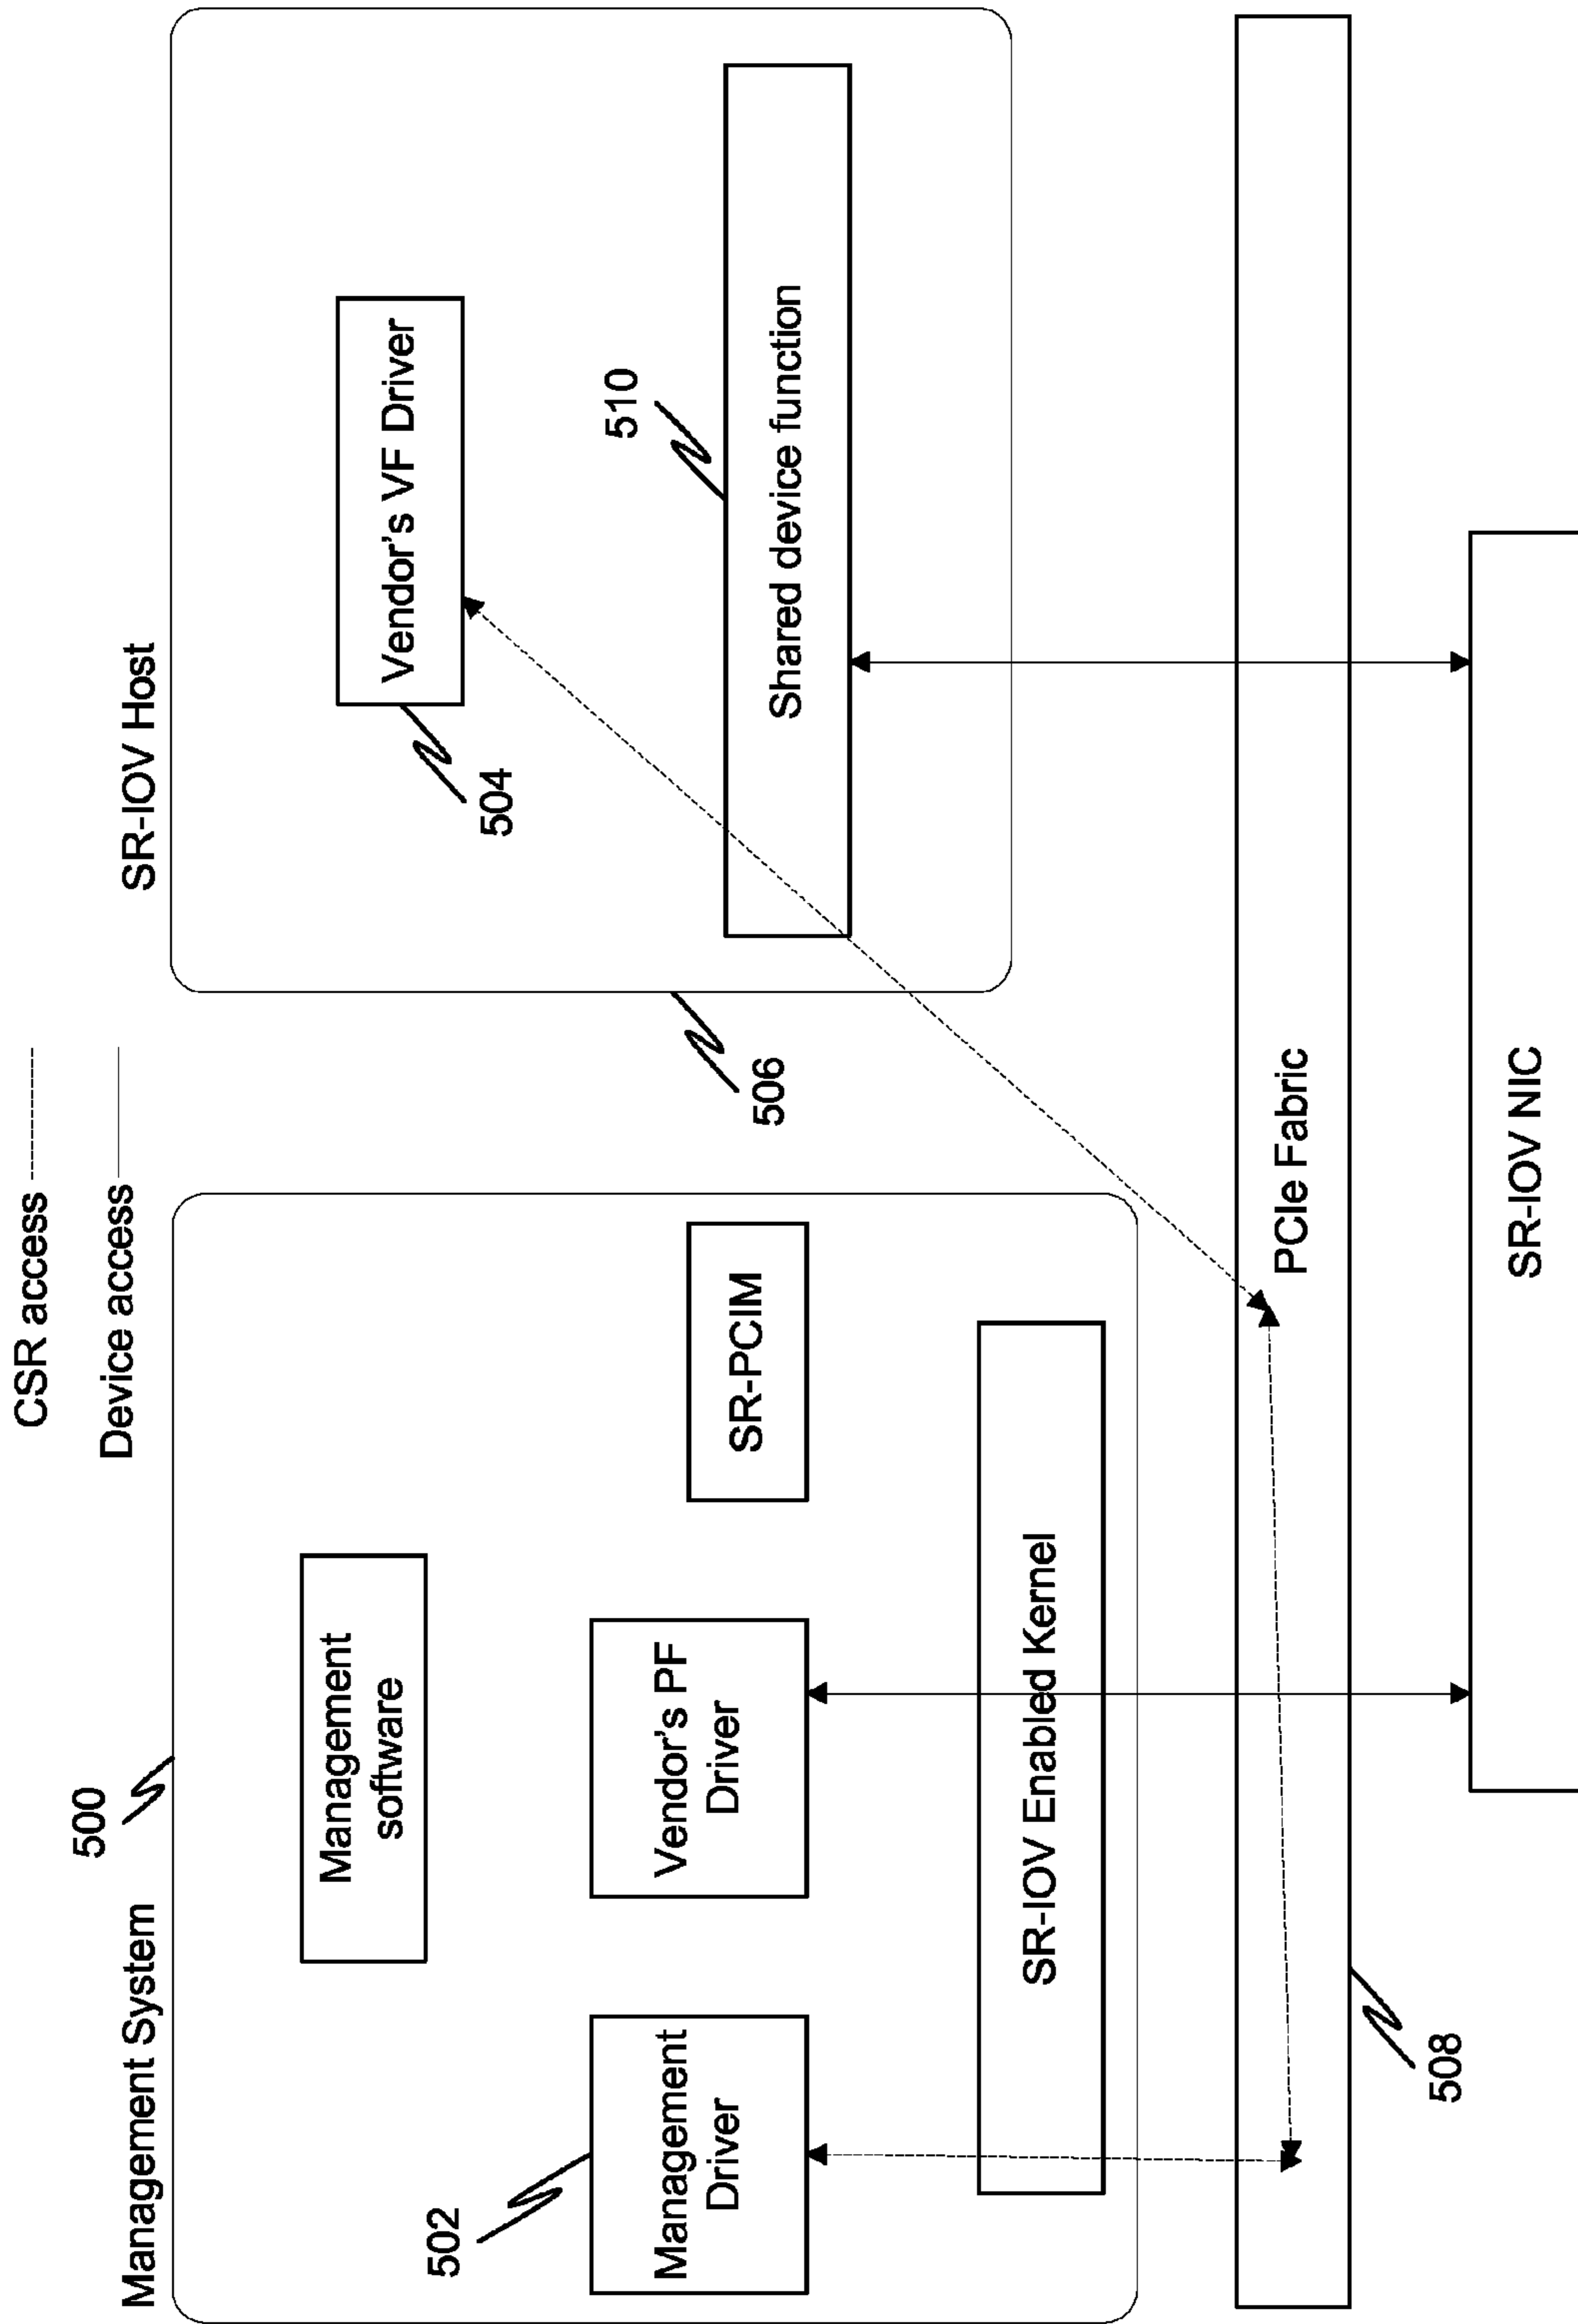 CSR access
Device access
Management System
500
Management
software
502
Management
Driver
Vendor's PF
Driver
SR-PCIM
SR-IOV Enabled Kernel
SR-IOV Host
506
504
Vendor's VF Driver
510
Shared device function
PCIe Fabric
508
SR-IOV NIC